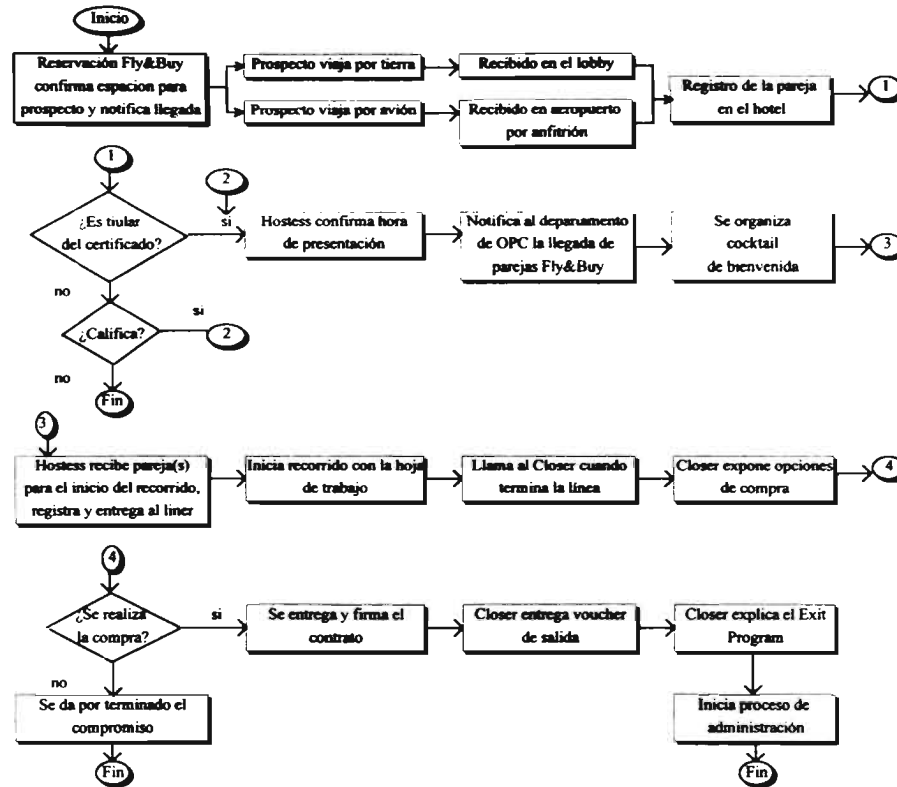 Inicio
Reservación Fly&Buy
confirma espacion para
prospecto y notifica llegada
Prospecto viaja por tierra
Recibido en el lobby
Prospecto viaja por avión
Recibido en aeropuerto
por anfitrión
Registro de la pareja
en el hotel
1
1
¿Es tiular
del certificado?
si
2
Hostess confirma hora
de presentación
Notifica al departamento
de OPC la llegada de
parejas Fly&Buy
Se organiza
cocktail
de bienvenida
3
no
¿Califica?
si
2
no
Fin
3
Hostess recibe pareja(s)
para el inicio del recorrido,
registra y entrega al liner
Inicia recorrido con la hoja
de trabajo
Llama al Closer cuando
termina la línea
Closer expone opciones
de compra
4
4
¿Se realiza
la compra?
si
Se entrega y firma el
contrato
Closer entrega voucher
de salida
Closer explica el Exit
Program
no
Se da por terminado el
compromiso
Fin
Inicia proceso de
administración
Fin